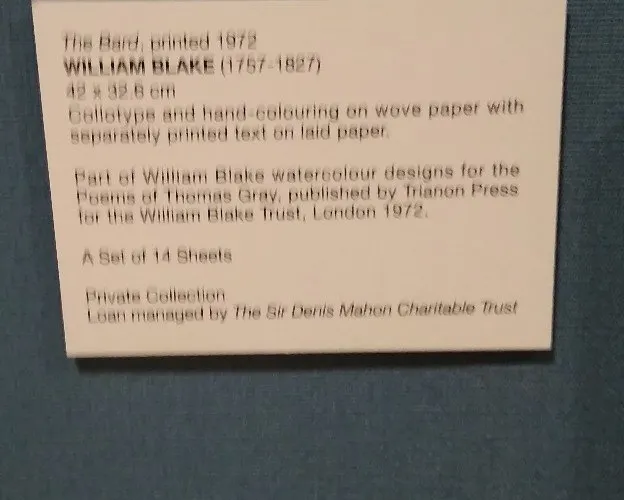 The Bard, printed 1972
WILLIAM BLAKE (1757-1827)
42 x 32.6 cm
Collotype and hand-colouring on wove paper with
separately printed text on laid paper.
Part of William Blake watercolour designs for the
Poems of Thomas Gray, published by Trianon Press
for the William Blake Trust, London 1972.
A Set of 14 Sheets
Private Collection
Loan managed by The Sir Denis Mahon Charitable Trust